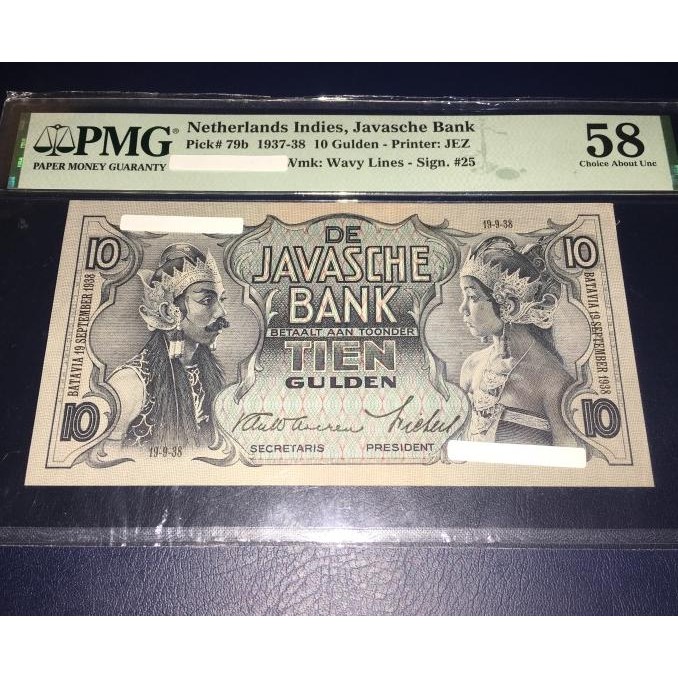 PMG®
PAPER MONEY GUARANTY
Netherlands Indies, Javasche Bank
Pick# 79b 1937-38 10 Gulden - Printer: JEZ
Wmk: Wavy Lines - Sign. #25
58
Choice About Unc
DE
JAVASCHE
BANK
BETAALT AAN TOONDER
TIEN
GULDEN
SECRETARIS PRESIDENT
10
10
10
10
19-9-38
19-9-38
BATAVIA 19 SEPTEMBER 1938
BATAVIA 19 SEPTEMBER 1938